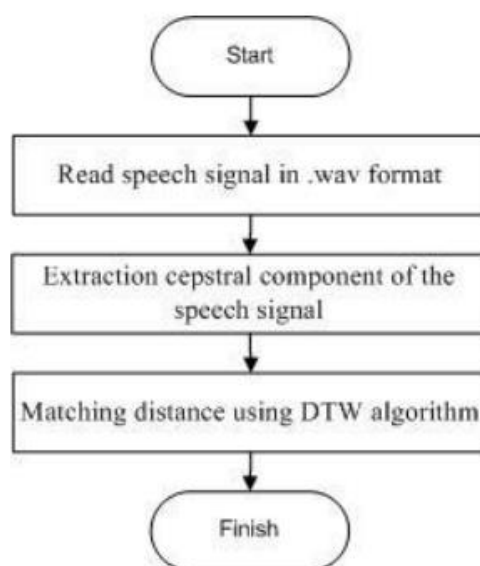 Start
Read speech signal in .wav format
Extraction cepstral component of the
speech signal
Matching distance using DTW algorithm
Finish